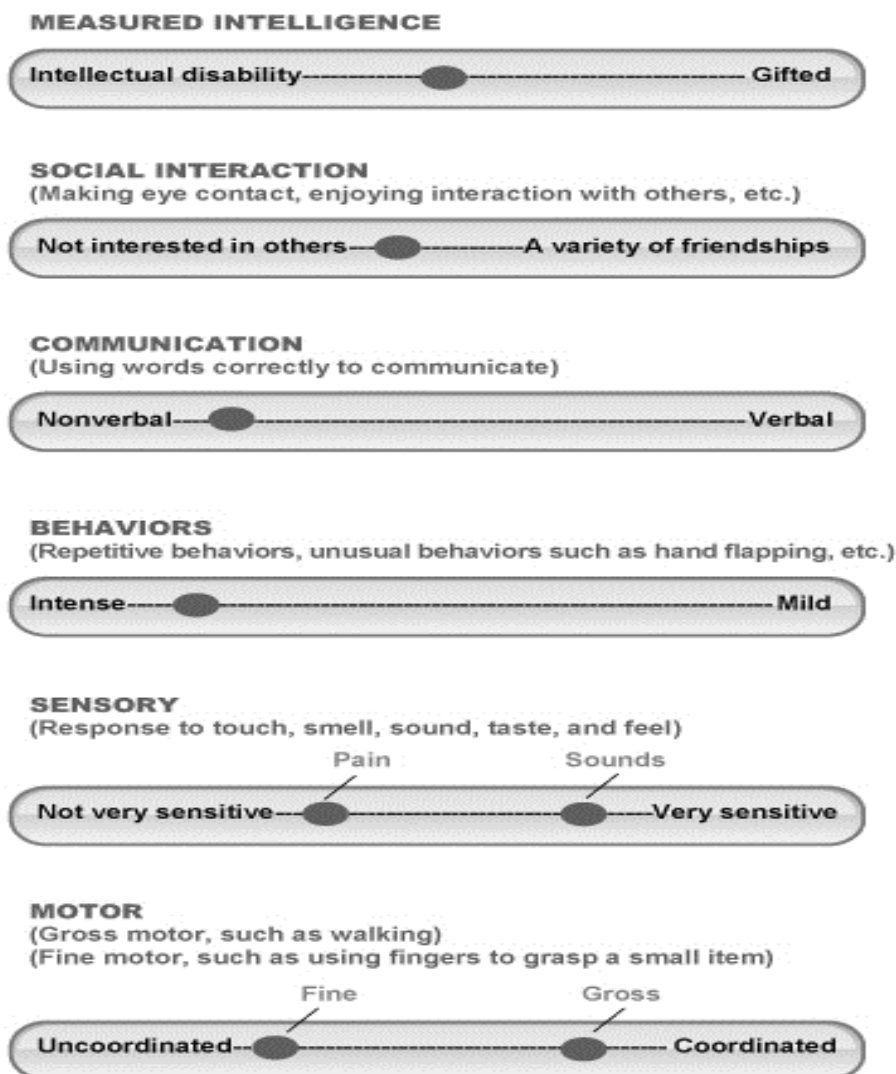 MEASURED INTELLIGENCE
Intellectual disability Gifted
SOCIAL INTERACTION
(Making eye contact, enjoying interaction with others, etc.)
Not interested in others A variety of friendships
COMMUNICATION
(Using words correctly to communicate)
Nonverbal Verbal
BEHAVIORS
(Repetitive behaviors, unusual behaviors such as hand flapping, etc.)
Intense Mild
SENSORY
(Response to touch, smell, sound, taste, and feel)
Pain Sounds
Not very sensitive Very sensitive
MOTOR
(Gross motor, such as walking)
(Fine motor, such as using fingers to grasp a small item)
Fine Gross
Uncoordinated Coordinated